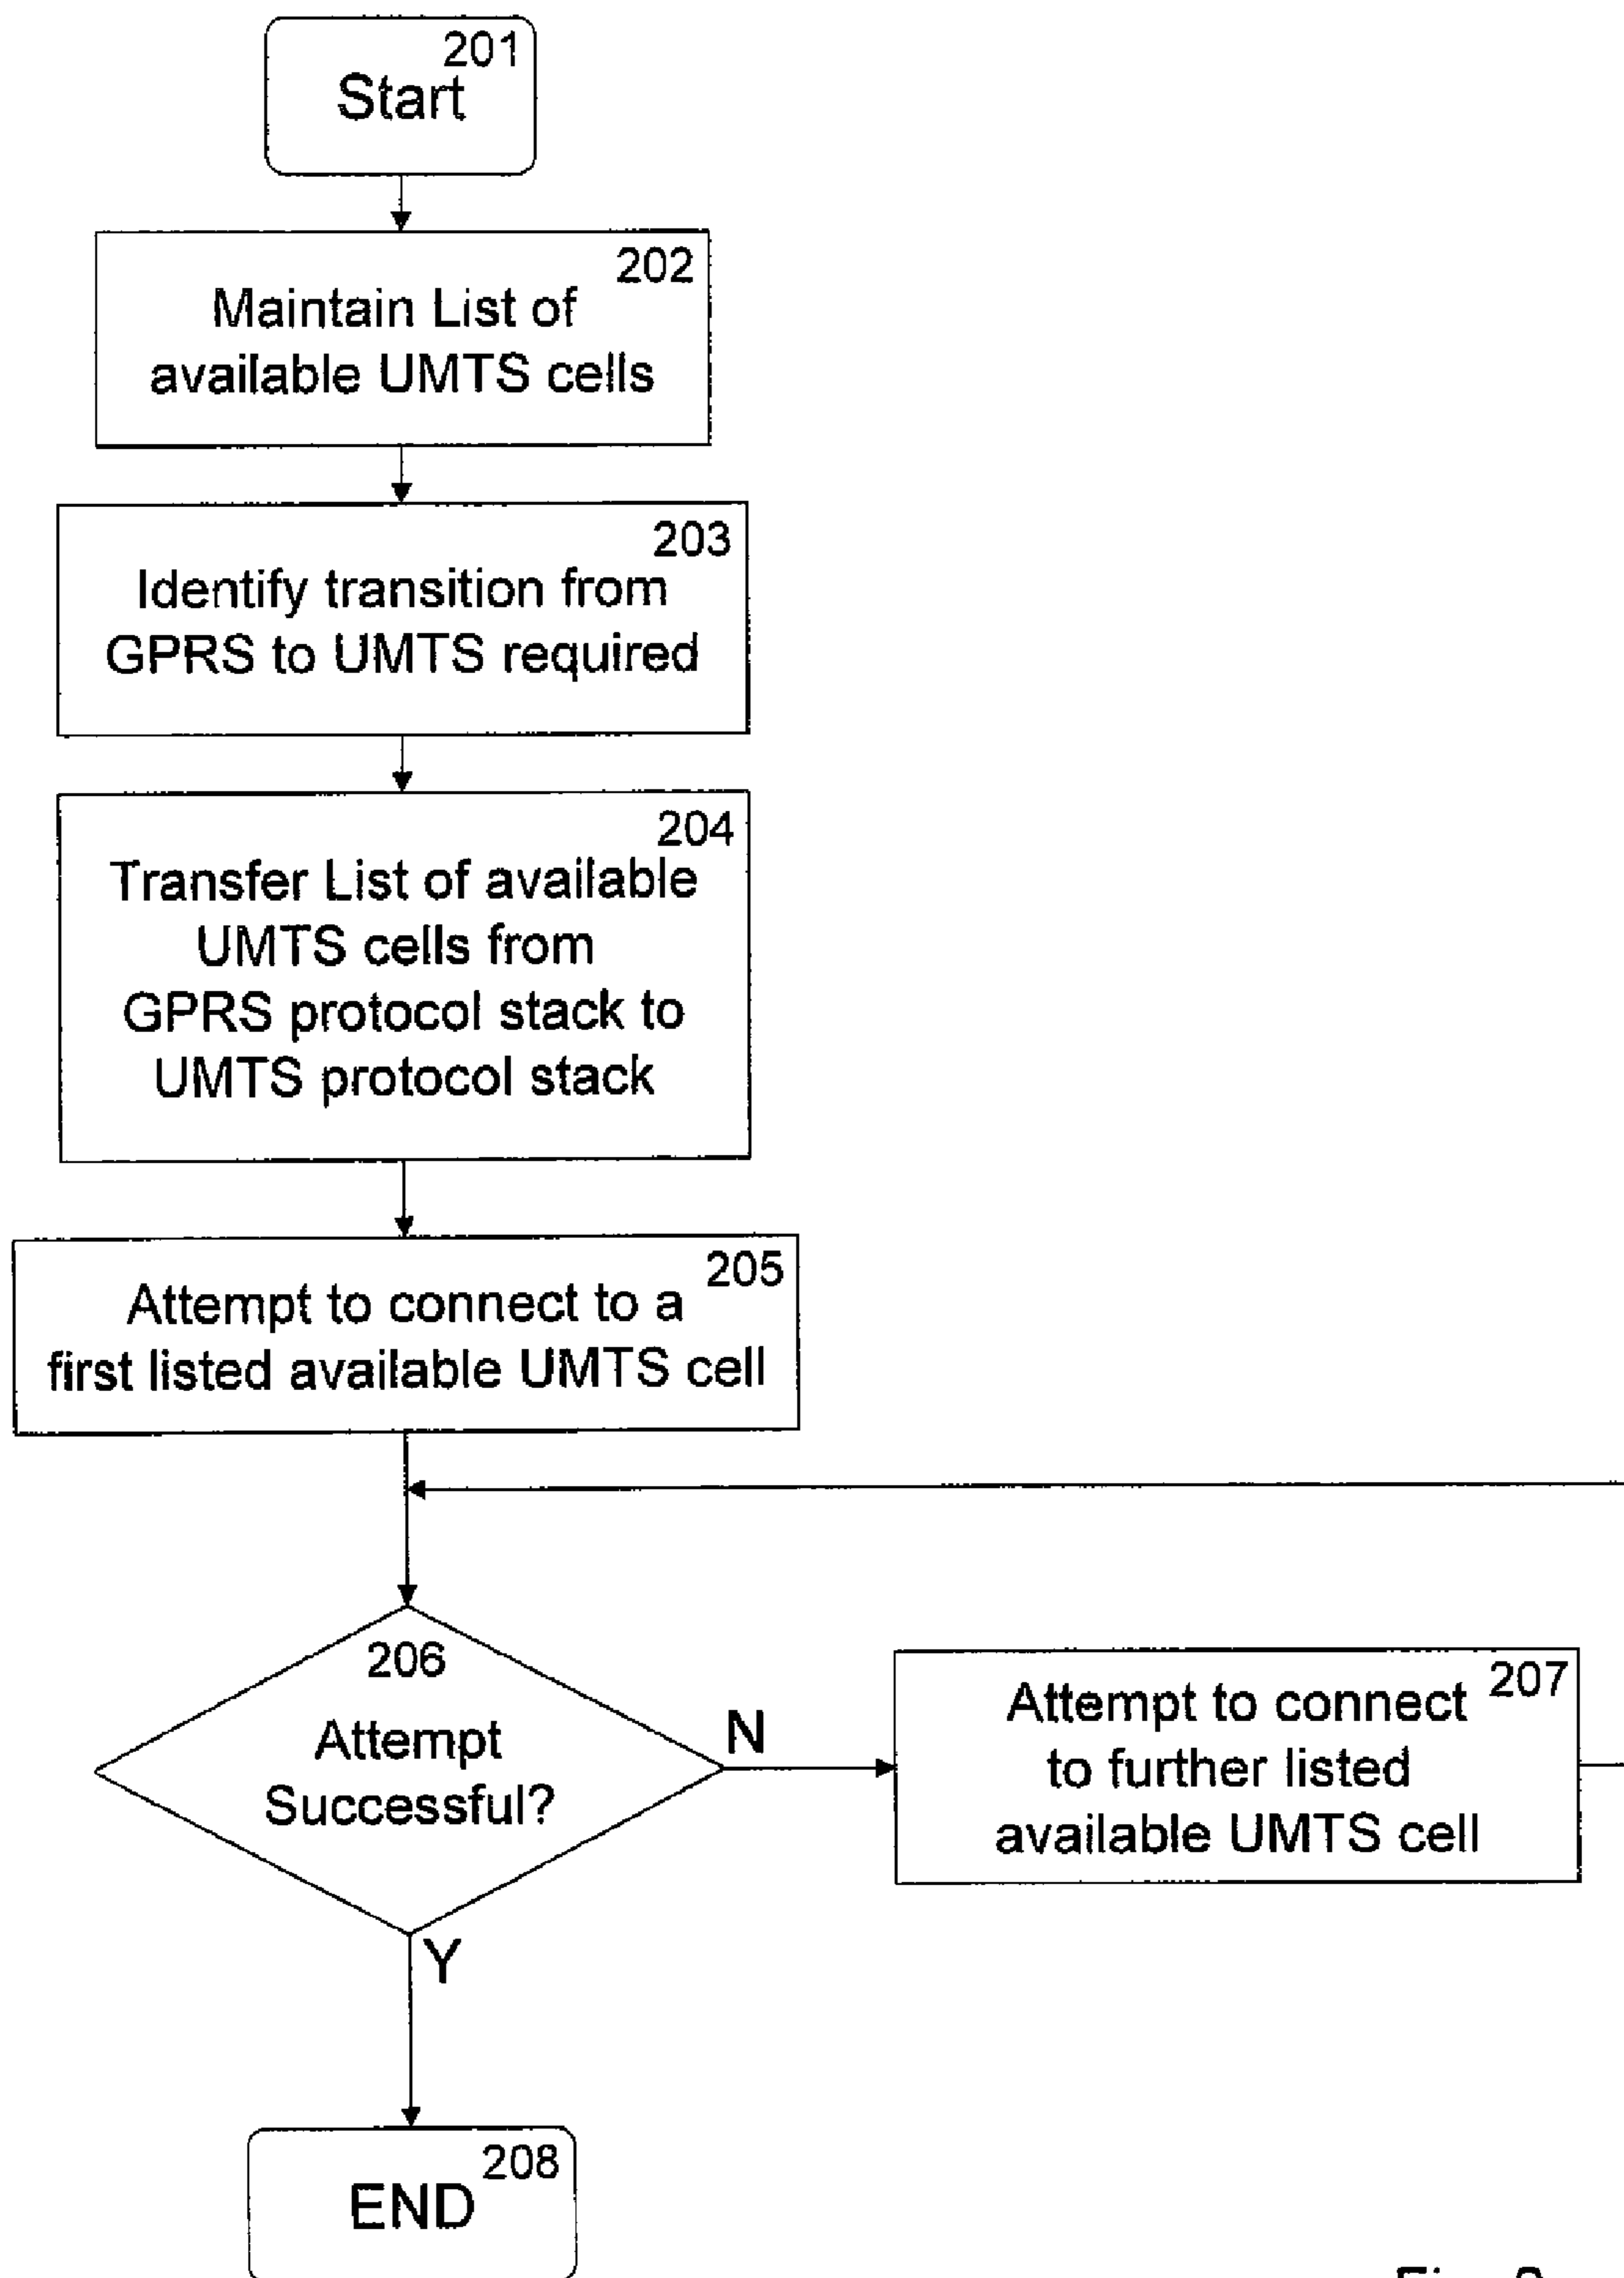 201
Start
202
Maintain List of
available UMTS cells
203
Identify transition from
GPRS to UMTS required
204
Transfer List of available
UMTS cells from
GPRS protocol stack to
UMTS protocol stack
205
Attempt to connect to a
first listed available UMTS cell
206
Attempt
Successful?
N
207
Attempt to connect
to further listed
available UMTS cell
Y
208
END